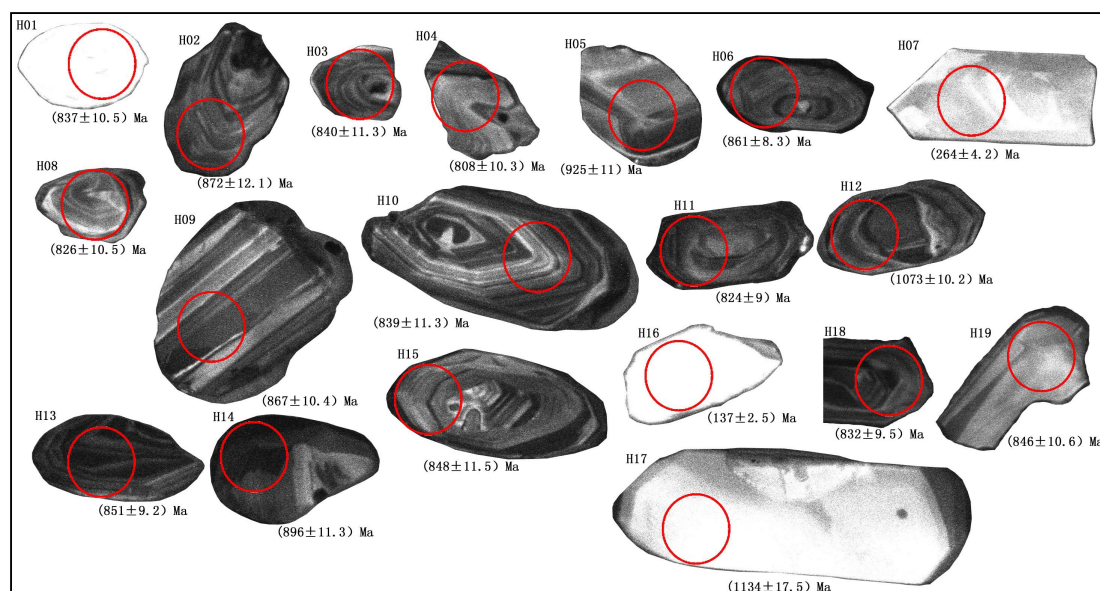 H01
(837±10.5) Ma
H02
(872±12.1) Ma
H03
(840±11.3) Ma
H04
(808±10.3) Ma
H05
(925±11) Ma
H06
(861±8.3) Ma
H07
(264±4.2) Ma
H08
(826±10.5) Ma
H09
(867±10.4) Ma
H10
(839±11.3) Ma
H11
(824±9) Ma
H12
(1073±10.2) Ma
H13
(851±9.2) Ma
H14
(896±11.3) Ma
H15
(848±11.5) Ma
H16
(137±2.5) Ma
H17
(1134±17.5) Ma
H18
(832±9.5) Ma
H19
(846±10.6) Ma